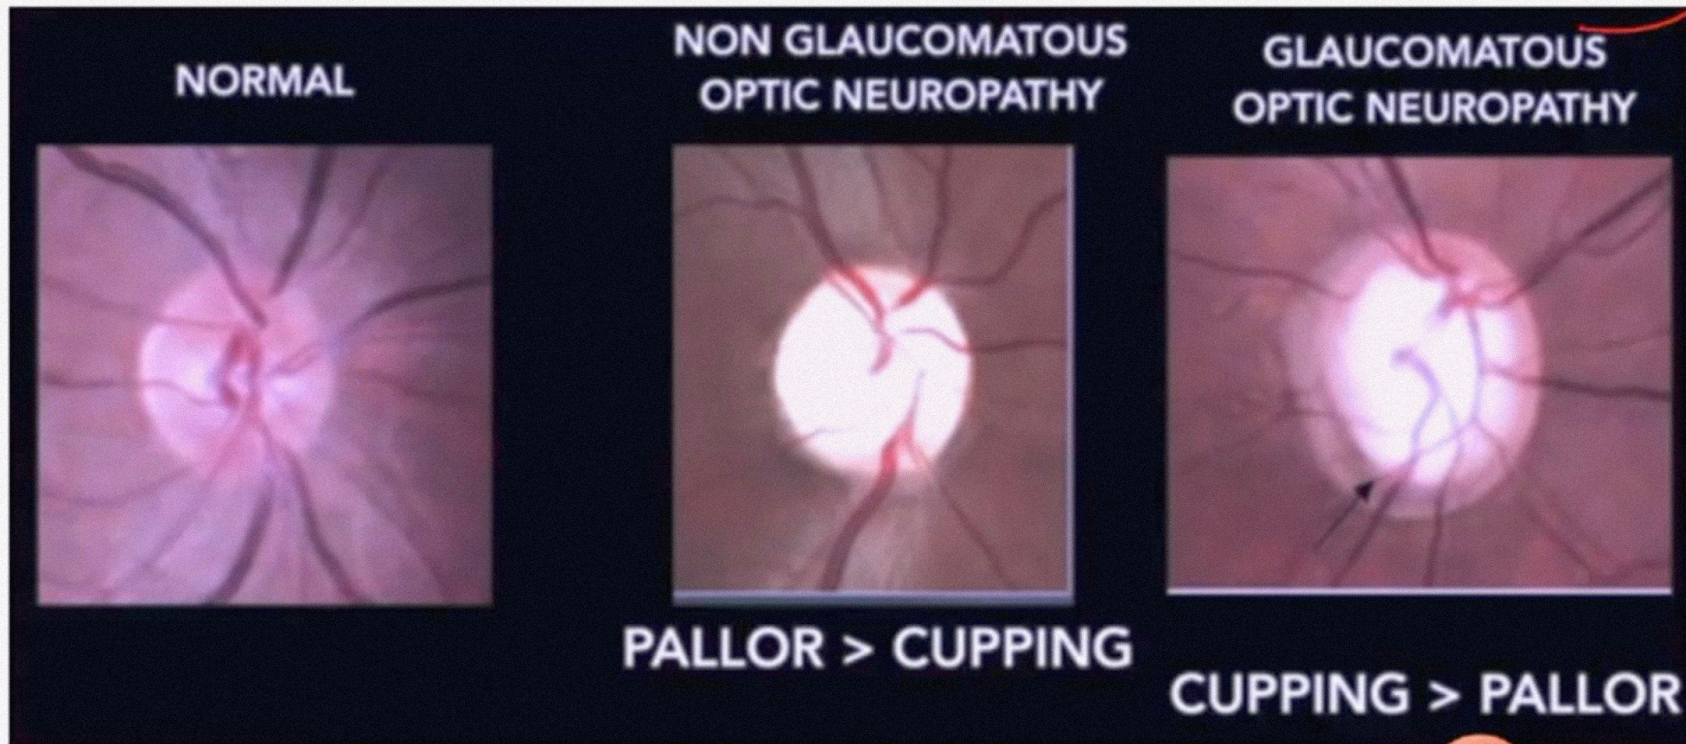 NORMAL
NON GLAUCOMATOUS
OPTIC NEUROPATHY
GLAUCOMATOUS
OPTIC NEUROPATHY
PALLOR > CUPPING
CUPPING > PALLOR